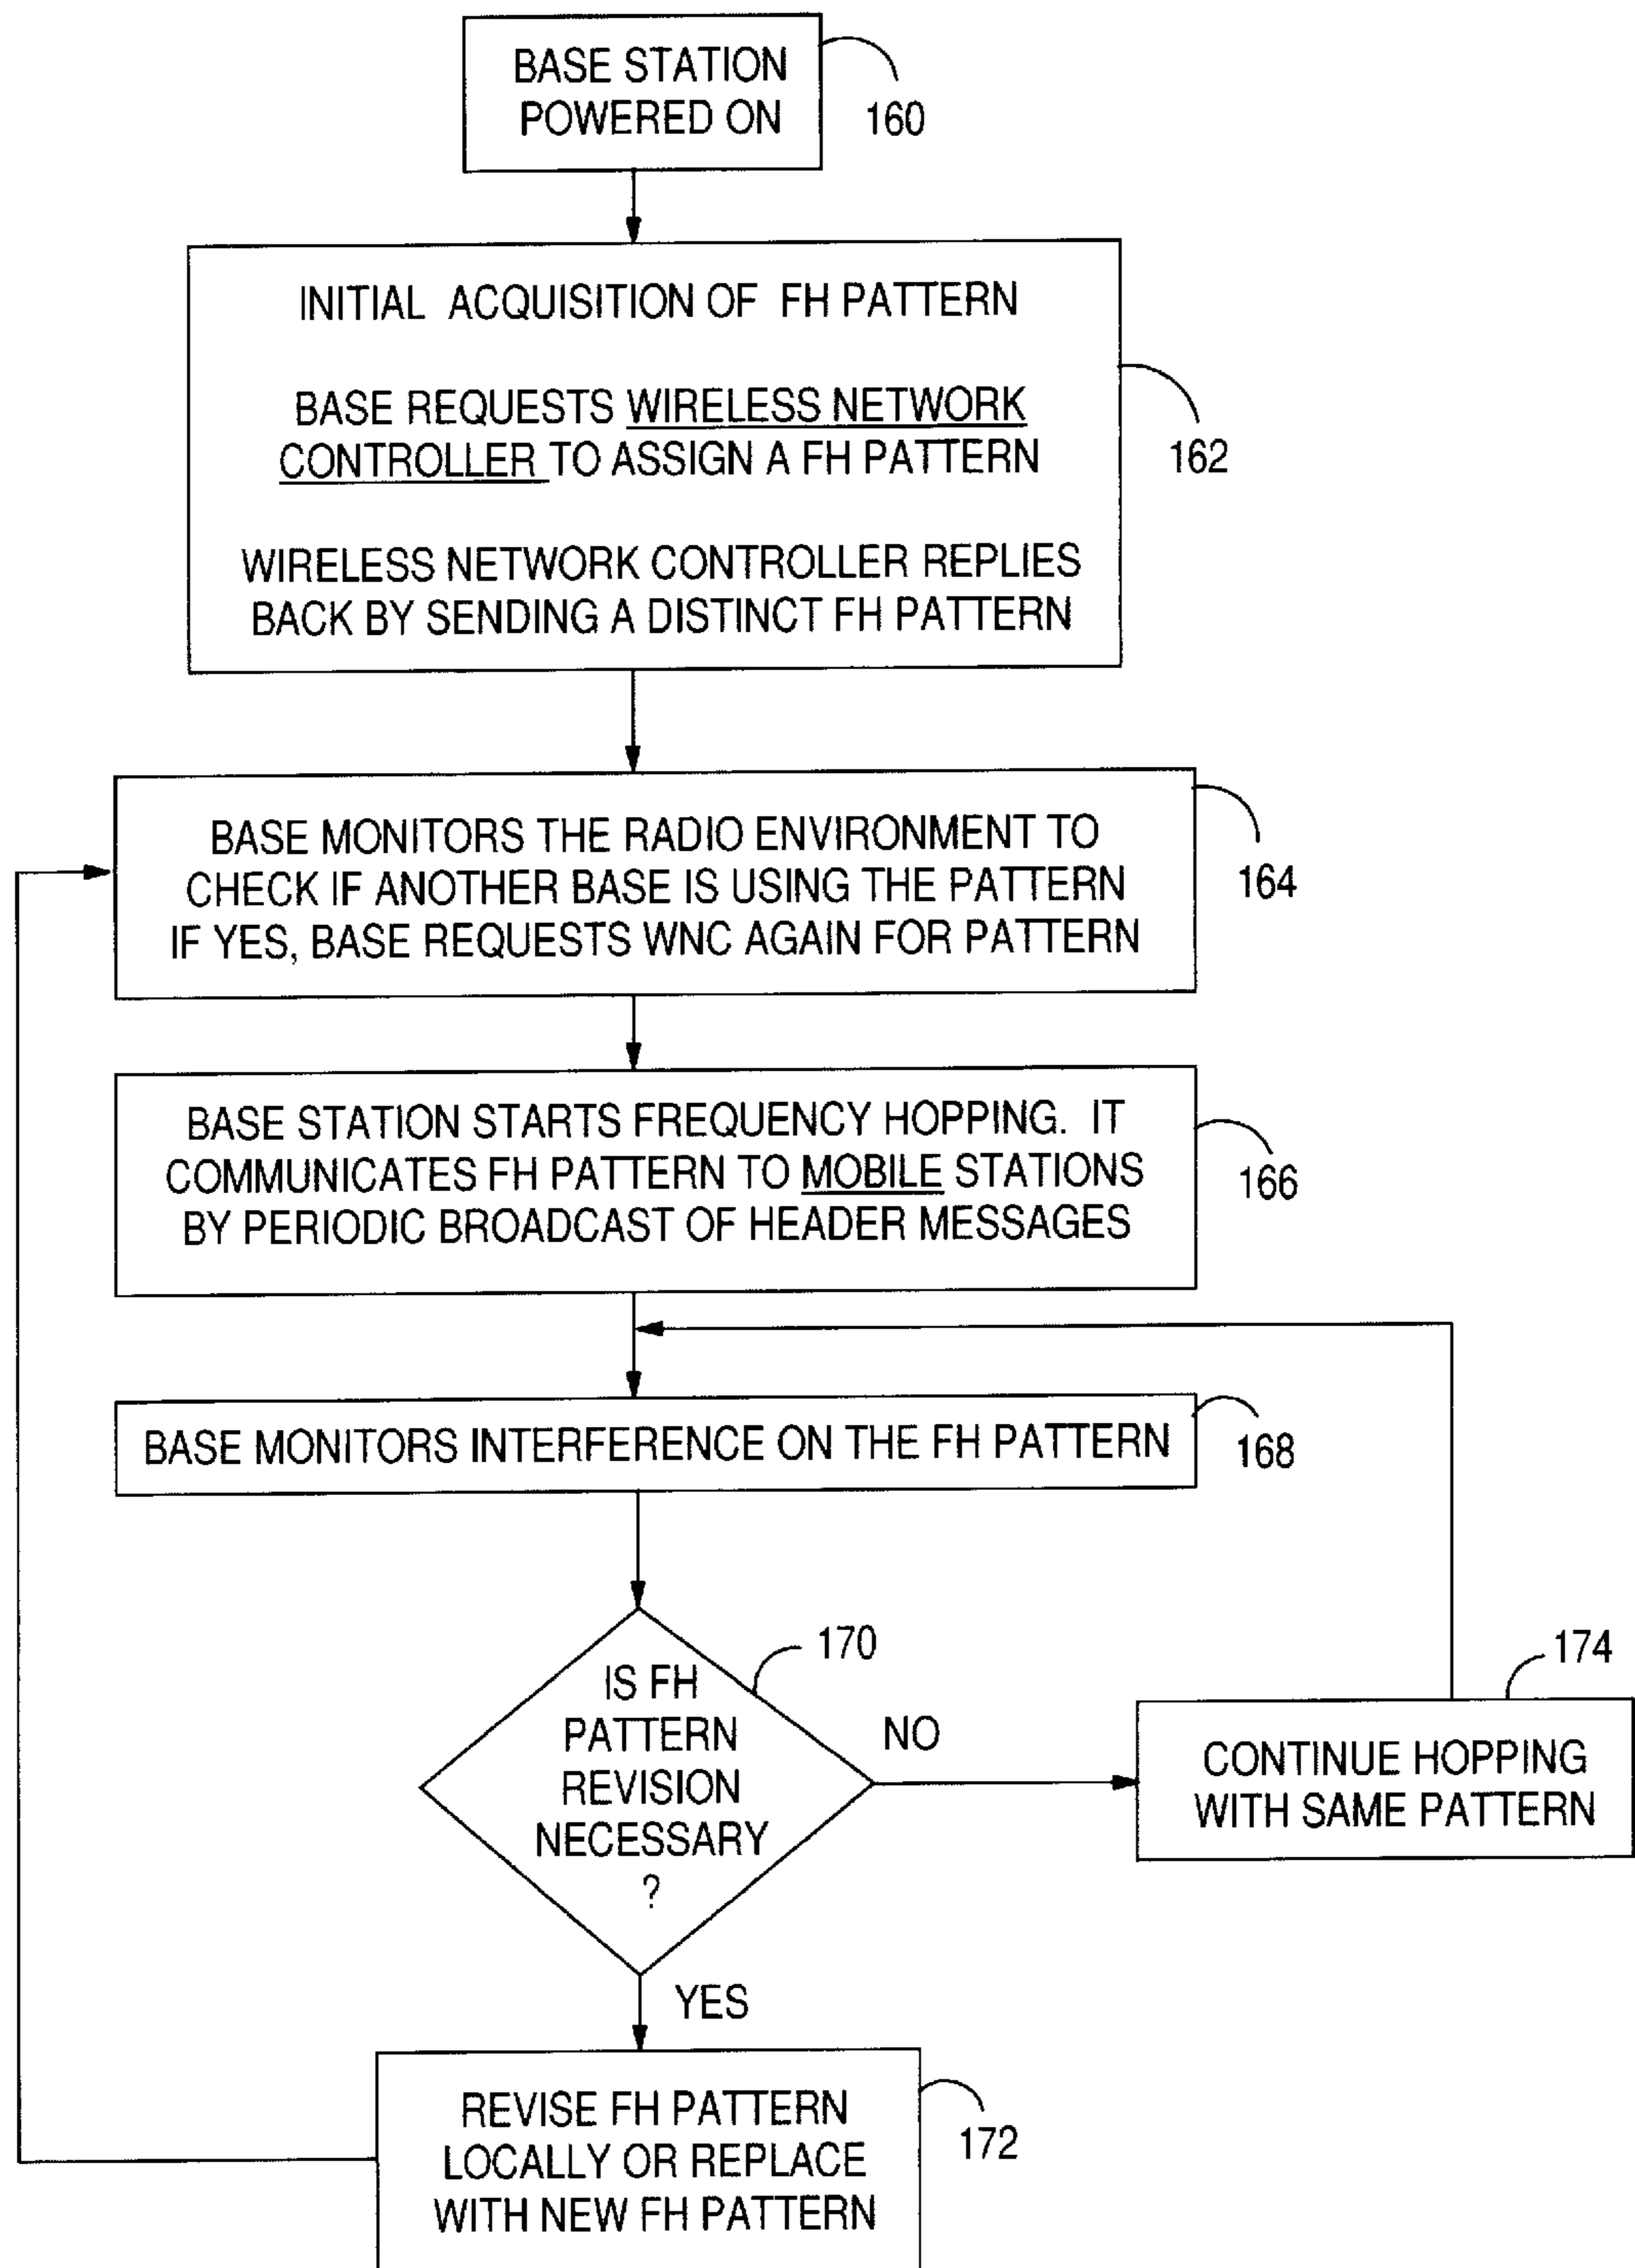 BASE STATION
POWERED ON
160
INITIAL ACQUISITION OF FH PATTERN
BASE REQUESTS WIRELESS NETWORK
CONTROLLER TO ASSIGN A FH PATTERN
162
WIRELESS NETWORK CONTROLLER REPLIES
BACK BY SENDING A DISTINCT FH PATTERN
BASE MONITORS THE RADIO ENVIRONMENT TO
CHECK IF ANOTHER BASE IS USING THE PATTERN
IF YES, BASE REQUESTS WNC AGAIN FOR PATTERN
164
BASE STATION STARTS FREQUENCY HOPPING. IT
COMMUNICATES FH PATTERN TO MOBILE STATIONS
BY PERIODIC BROADCAST OF HEADER MESSAGES
166
BASE MONITORS INTERFERENCE ON THE FH PATTERN
168
IS FH
PATTERN
REVISION
NECESSARY
?
170
NO
174
CONTINUE HOPPING
WITH SAME PATTERN
YES
REVISE FH PATTERN
LOCALLY OR REPLACE
WITH NEW FH PATTERN
172